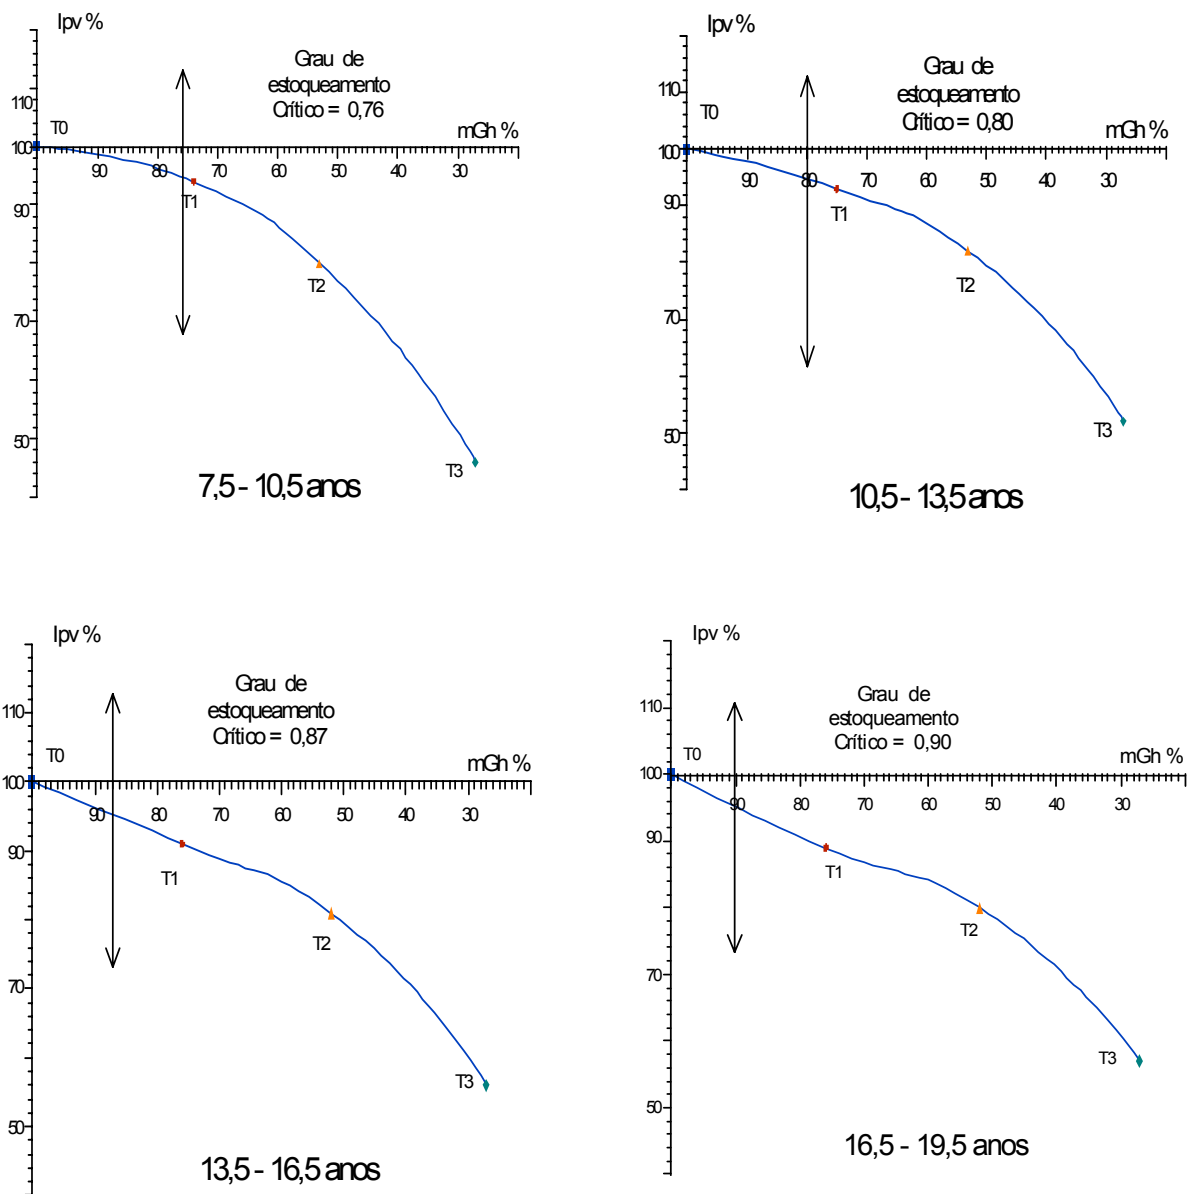 Ipv %
Grau de
estoqueamento
Crítico = 0,76
110
T0
mGh %
100
90 80 70 60 50 40 30
T1
90
T2
70
50
T3
7,5 - 10,5 anos
Ipv %
Grau de
estoqueamento
Crítico = 0,80
110
T0
mGh %
100
90 80 70 60 50 40 30
90
T1
T2
70
50
T3
10,5 - 13,5 anos
Ipv %
Grau de
estoqueamento
Crítico = 0,87
110
T0
mGh %
100
90 80 70 60 50 40 30
90
T1
T2
70
T3
50
13,5 - 16,5 anos
Ipv %
Grau de
estoqueamento
Crítico = 0,90
110
T0
mGh %
100
90 80 70 60 50 40 30
90
T1
T2
70
T3
50
16,5 - 19,5 anos